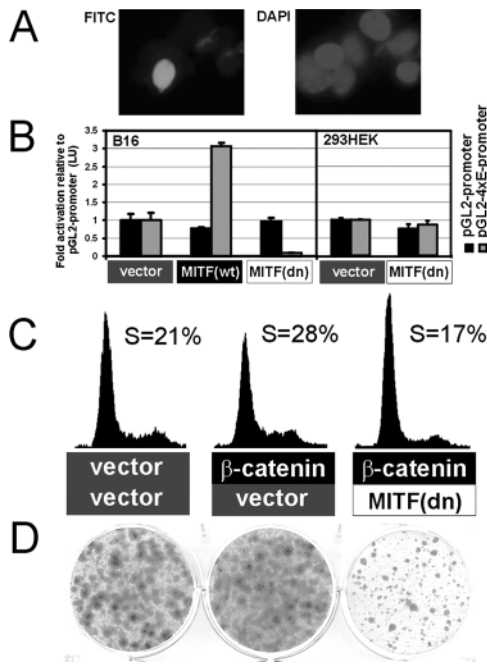 A
FITC
DAPI
B
Fold activation relative to
pGL2-promoter (LU)
3.5
3
2.5
2
1.5
1
0.5
0
B16
293HEK
vector
MITF(wt)
MITF(dn)
vector
MITF(dn)
pGL2-promoter
pGL2-4xE-promoter
C
S=21%
S=28%
S=17%
vector
vector
β-catenin
vector
β-catenin
MITF(dn)
D